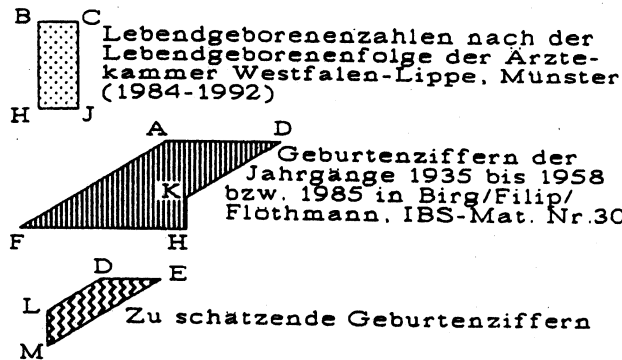 B C
Lebendgeborenenzahlen nach der
Lebendgeborenenfolge der Ärzte-
kammer Westfalen-Lippe, Münster
(1984-1992)
H J
A D
Geburtenziffern der
Jahrgänge 1935 bis 1958
K
bzw. 1985 in Birg/Filip/
Flöthmann, IBS-Mat. Nr.30
F H
D E
L
Zu schätzende Geburtenziffern
M